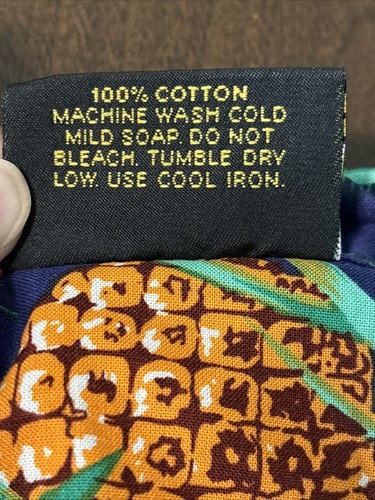 100% COTTON
MACHINE WASH COLD
MILD SOAP. DO NOT
BLEACH. TUMBLE DRY
LOW. USE COOL IRON.